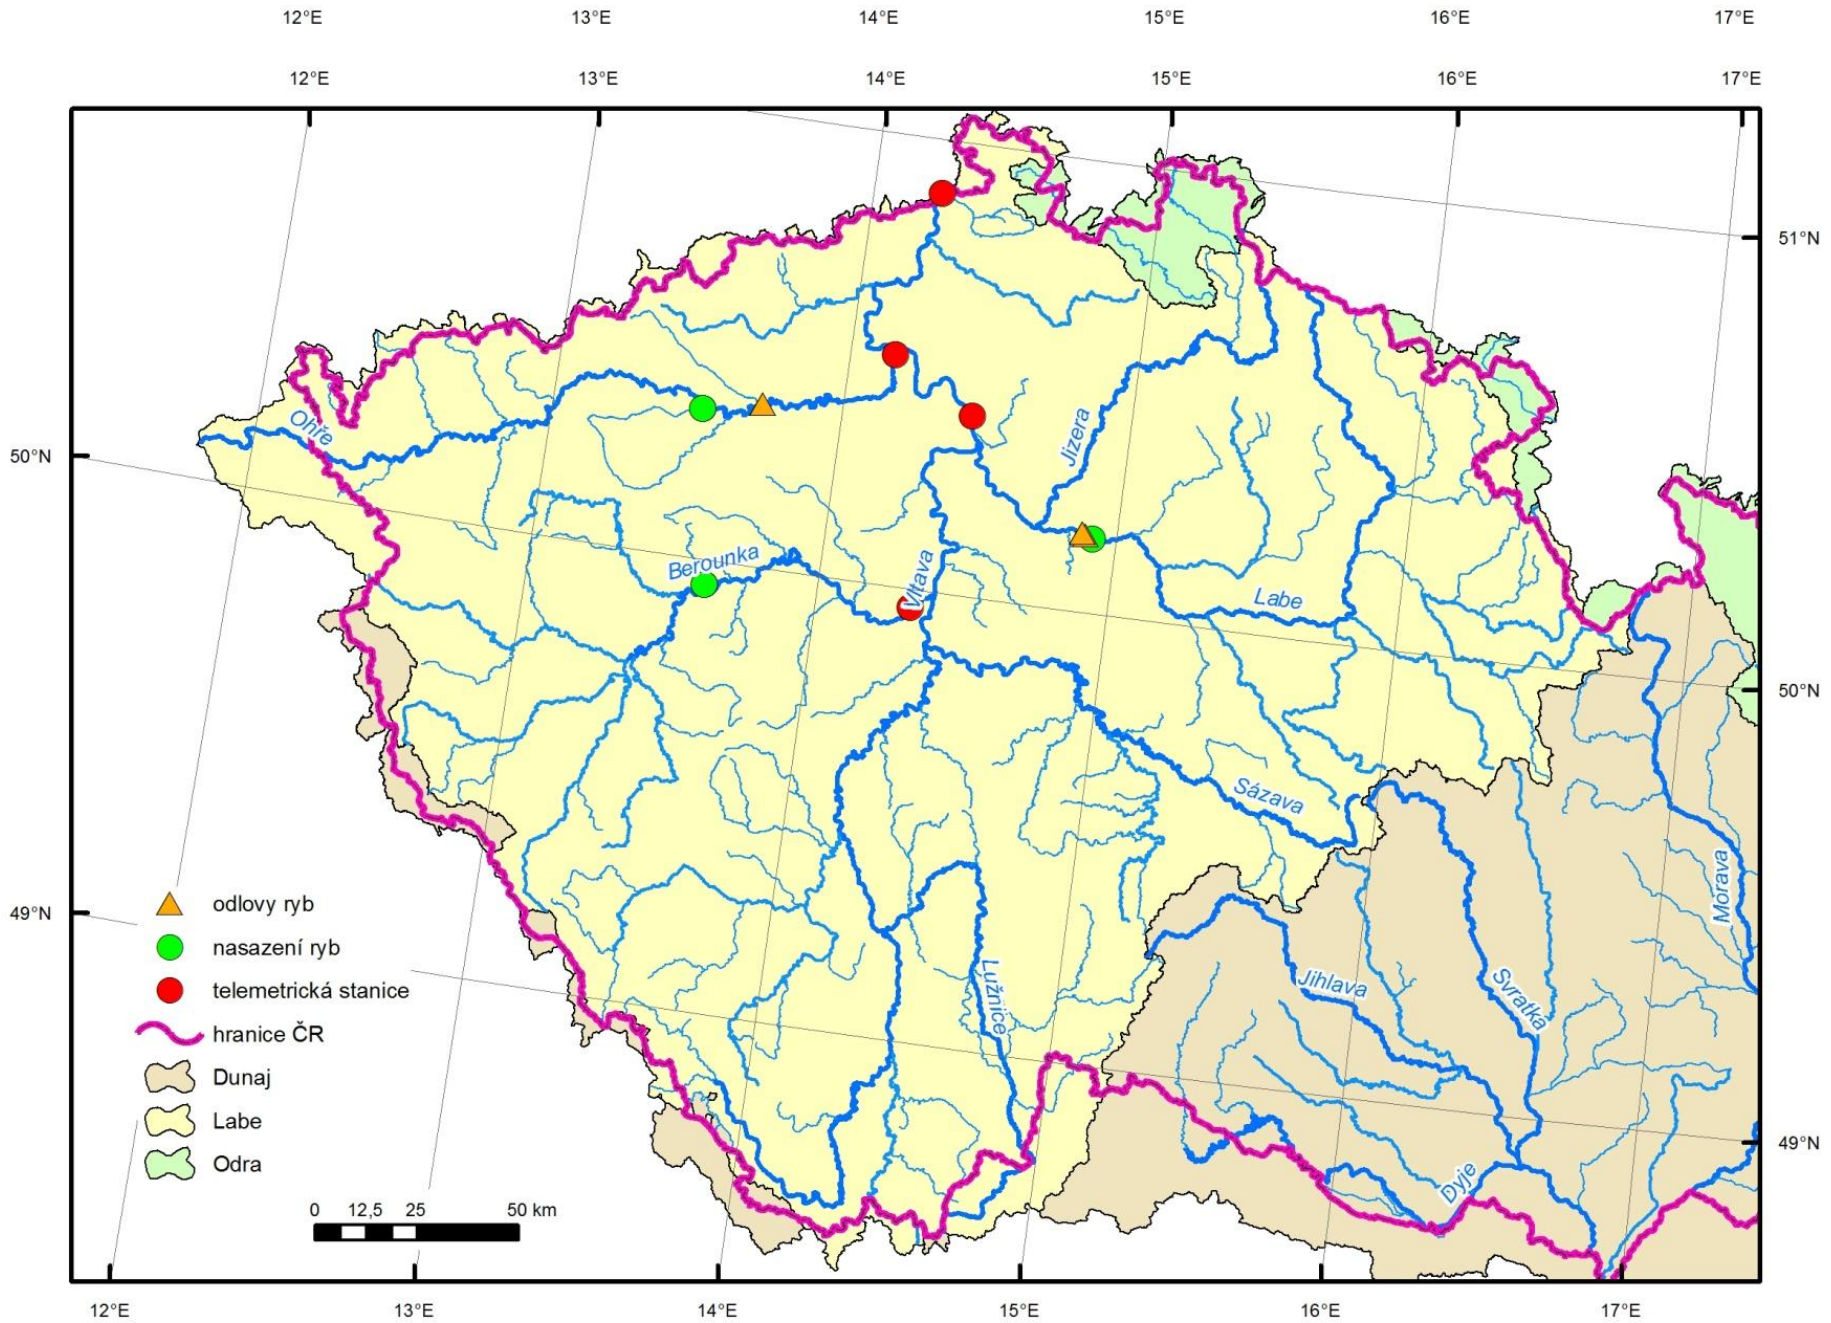 12°E 13°E 14°E 15°E 16°E 17°E
12°E 13°E 14°E 15°E 16°E 17°E
51°N
50°N
Ohře
Jizera
Berounka
Vltava
Labe
50°N
Sázava
Morava
49°N
Lužnice
Jihlava
Svratka
Dyje
49°N
odlovy ryb
nasazení ryb
telemetrická stanice
hranice ČR
Dunaj
Labe
Odra
0 12,5 25 50 km
12°E 13°E 14°E 15°E 16°E 17°E